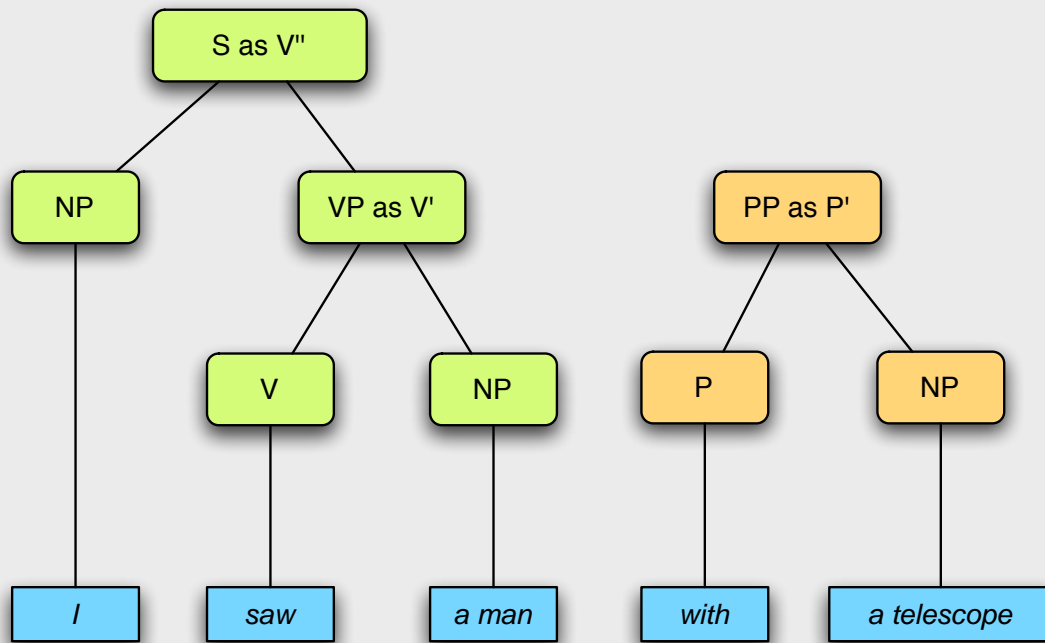 S as V"
NP
VP as V'
PP as P'
V
NP
P
NP
I
saw
a man
with
a telescope